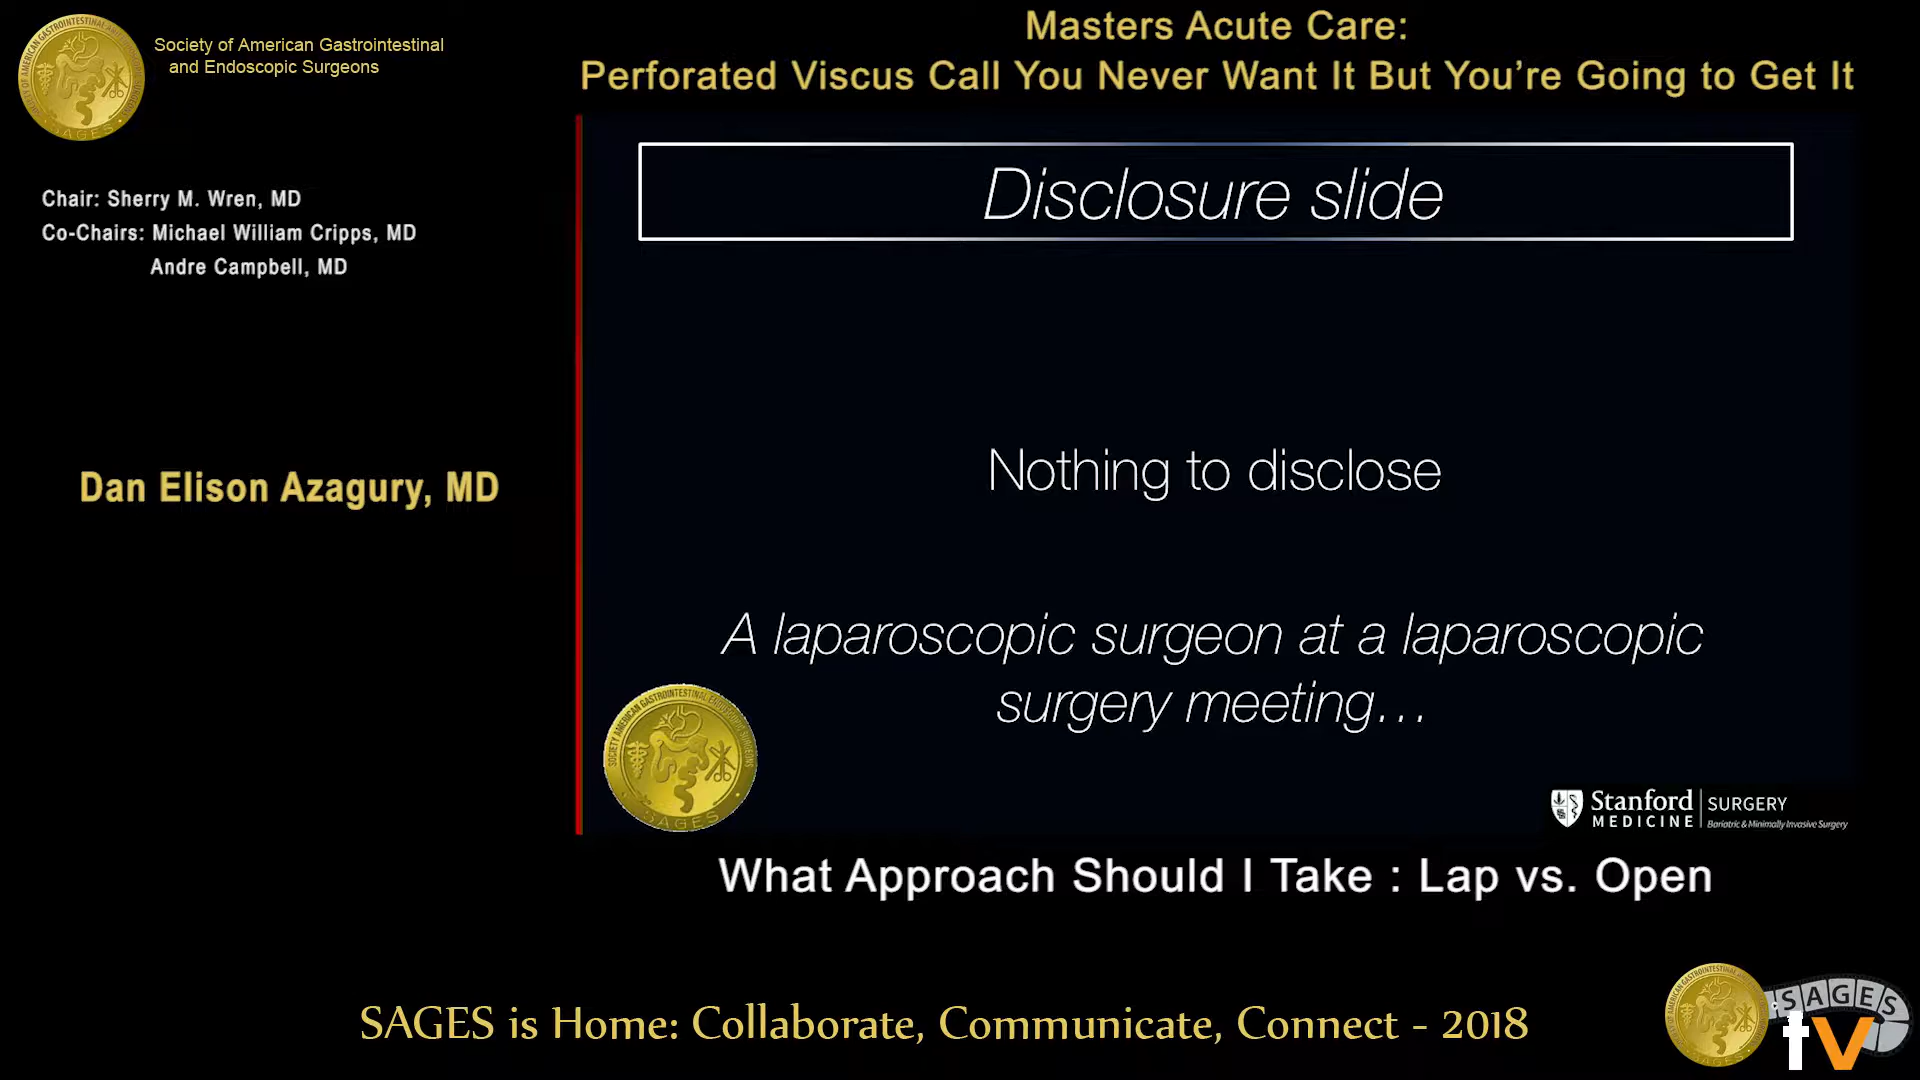 Society of American Gastrointestinal
and Endoscopic Surgeons
Masters Acute Care:
Perforated Viscus Call You Never Want It But You’re Going to Get It
Chair: Sherry M. Wren, MD
Co-Chairs: Michael William Cripps, MD
Andre Campbell, MD
Dan Elison Azagury, MD
Disclosure slide
Nothing to disclose
A laparoscopic surgeon at a laparoscopic
surgery meeting…
SAGES
Stanford
MEDICINE
SURGERY
Bariatric & Minimally Invasive Surgery
What Approach Should I Take : Lap vs. Open
SAGES is Home: Collaborate, Communicate, Connect - 2018
SAGES
tv